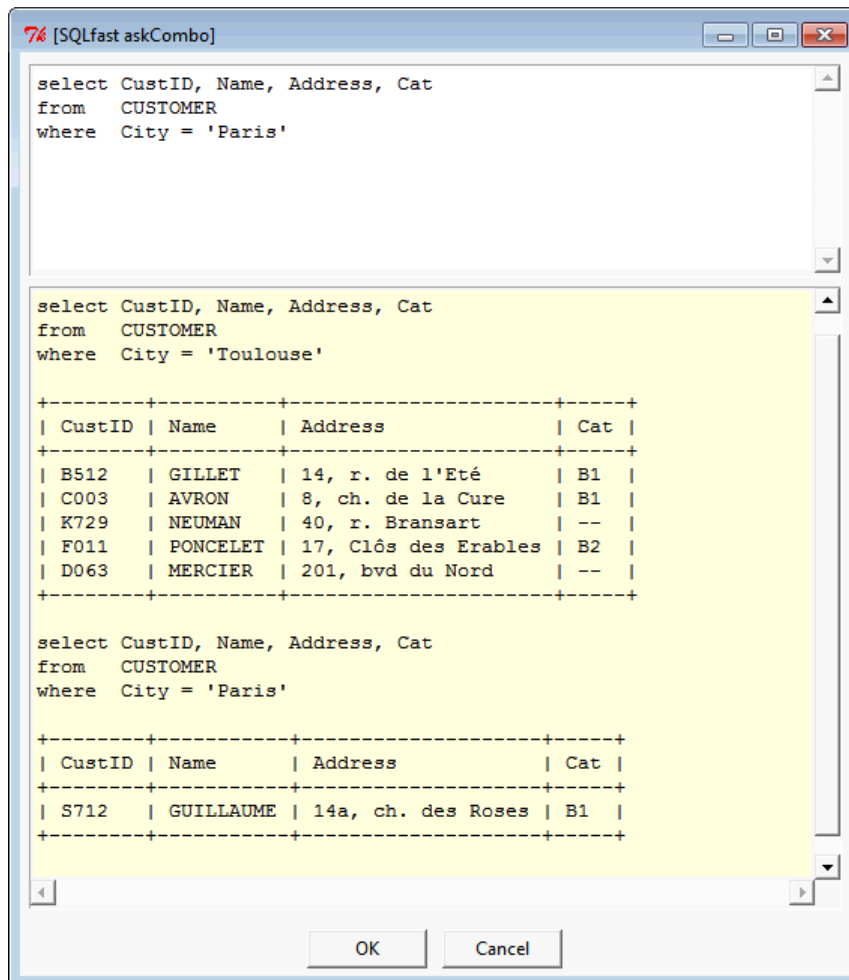 [SQLfast askCombo]
select CustID, Name, Address, Cat
from   CUSTOMER
where  City = 'Paris'
select CustID, Name, Address, Cat
from   CUSTOMER
where  City = 'Toulouse'
+--------+----------+----------------------+-----+
| CustID | Name     | Address              | Cat |
+--------+----------+----------------------+-----+
| B512   | GILLET   | 14, r. de l'Eté      | B1  |
| C003   | AVRON    | 8, ch. de la Cure    | B1  |
| K729   | NEUMAN   | 40, r. Bransart      | --  |
| F011   | PONCELET | 17, Clôs des Erables | B2  |
| D063   | MERCIER  | 201, bvd du Nord     | --  |
+--------+----------+----------------------+-----+
select CustID, Name, Address, Cat
from   CUSTOMER
where  City = 'Paris'
+--------+-----------+--------------------+-----+
| CustID | Name      | Address            | Cat |
+--------+-----------+--------------------+-----+
| S712   | GUILLAUME | 14a, ch. des Roses | B1  |
+--------+-----------+--------------------+-----+
OK Cancel